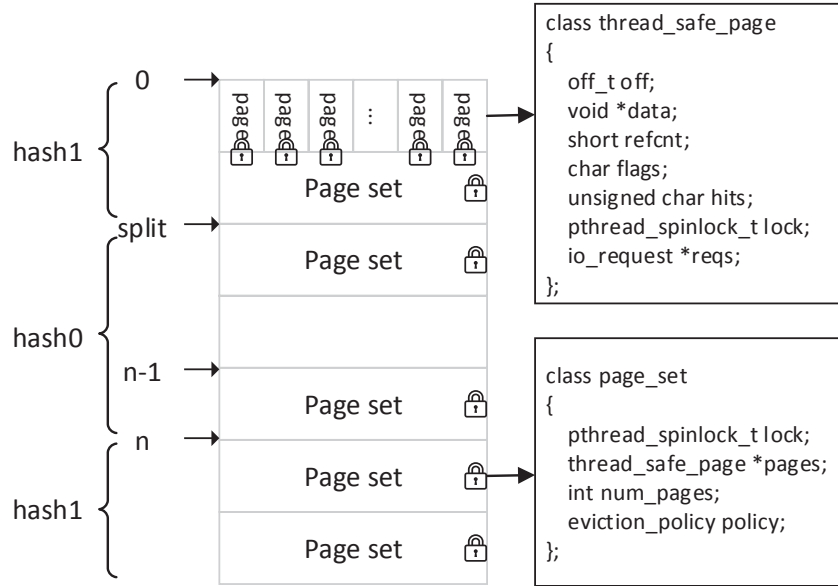 0
hash1
split
hash0
n-1
n
hash1
page
page
page
...
page
page
Page set
Page set
Page set
Page set
Page set
class thread_safe_page
{
off_t off;
void *data;
short refcnt;
char flags;
unsigned char hits;
pthread_spinlock_t lock;
io_request *reqs;
};
class page_set
{
pthread_spinlock_t lock;
thread_safe_page *pages;
int num_pages;
eviction_policy policy;
};